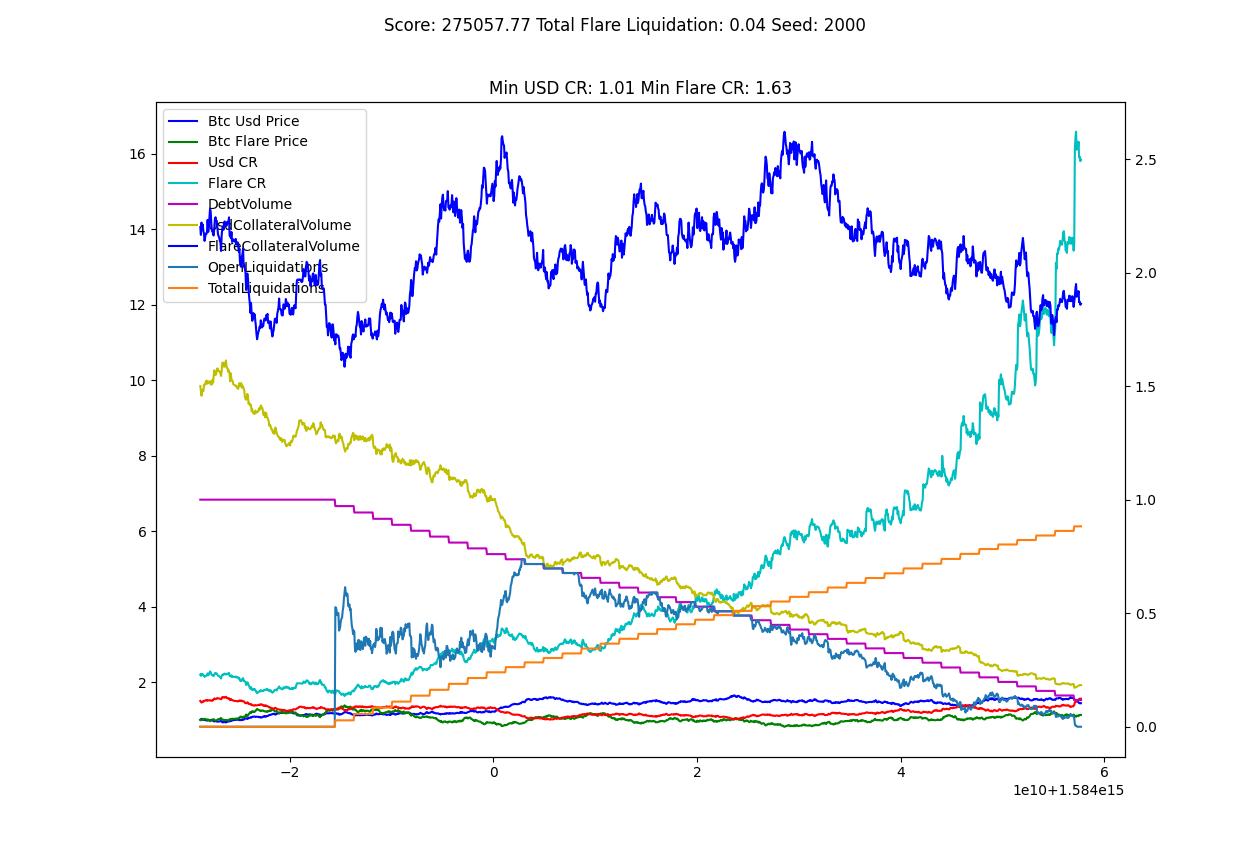 Score: 275057.77 Total Flare Liquidation: 0.04 Seed: 2000
Min USD CR: 1.01 Min Flare CR: 1.63
Btc Usd Price
Btc Flare Price
Usd CR
Flare CR
DebtVolume
UsdCollateralVolume
FlareCollateralVolume
OpenLiquidations
TotalLiquidations
16
14
12
10
8
6
4
2
2.5
2.0
1.5
1.0
0.5
0.0
−2
0
2
4
6
1e10+1.584e15